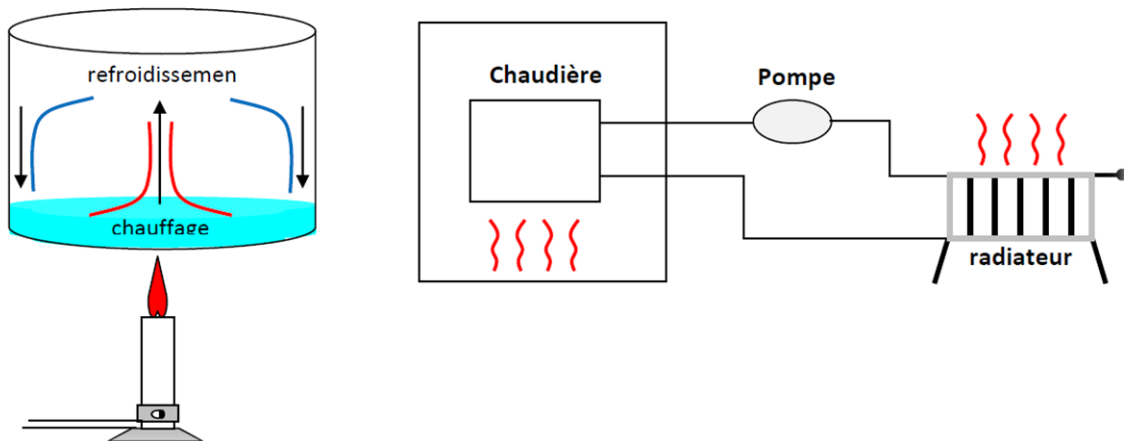 refroidissemen
chauffage
Chaudière
Pompe
radiateur